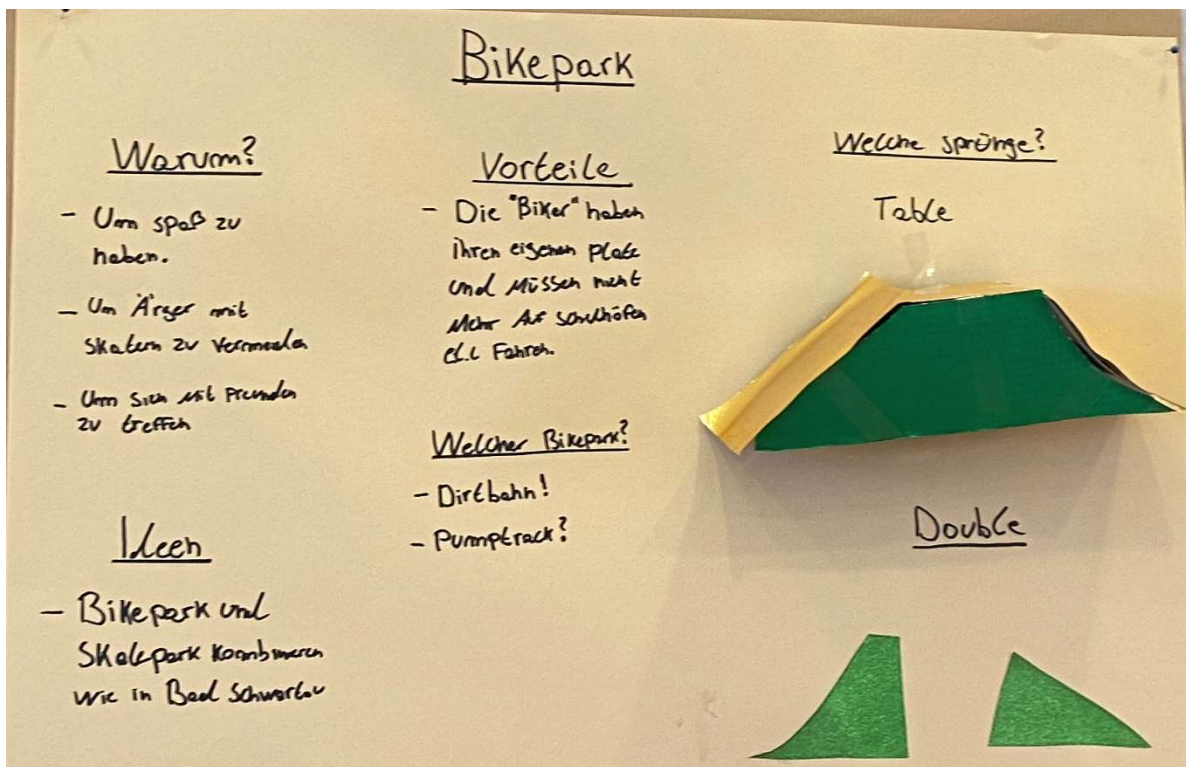 Bikepark
Warum?
- Um spaß zu
haben.
- Um Ärger mit
Skatern zu vermeiden
- Um sich mit Freunden
zu treffen
Ideen
- Bikepark und
Skatepark kombinieren
wie in Bad Schwartau
Vorteile
- Die "Biker" haben
ihren eigenen Platz
und Müssen nicht
Mehr Auf Schulhöfen
et.c Fahren.
Welcher Bikepark?
- Dirtbahn!
- Pumptrack?
Welche sprünge?
Table
Double